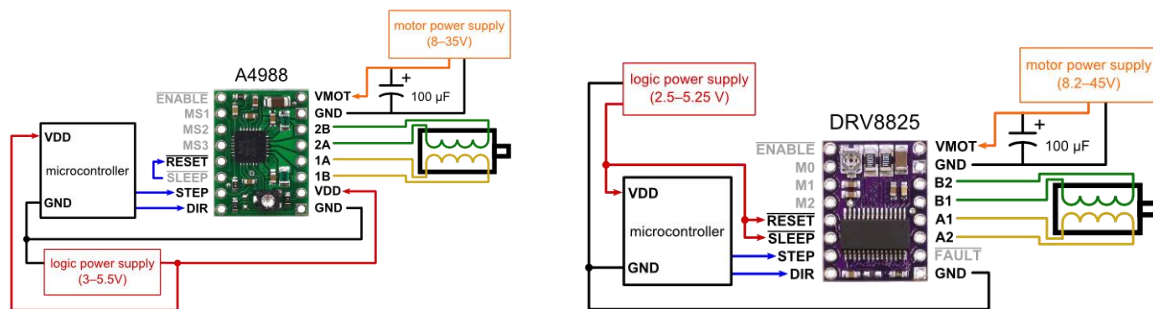 motor power supply
(8–35V)
A4988
+
100 µF
ENABLE
MS1
MS2
MS3
RESET
SLEEP
STEP
DIR
VMOT
GND
2B
2A
1A
1B
VDD
GND
VDD
microcontroller
GND
logic power supply
(3–5.5V)
logic power supply
(2.5–5.25 V)
motor power supply
(8.2–45V)
DRV8825
+
100 µF
ENABLE
M0
M1
M2
RESET
SLEEP
STEP
DIR
VMOT
GND
B2
B1
A1
A2
FAULT
GND
VDD
microcontroller
GND